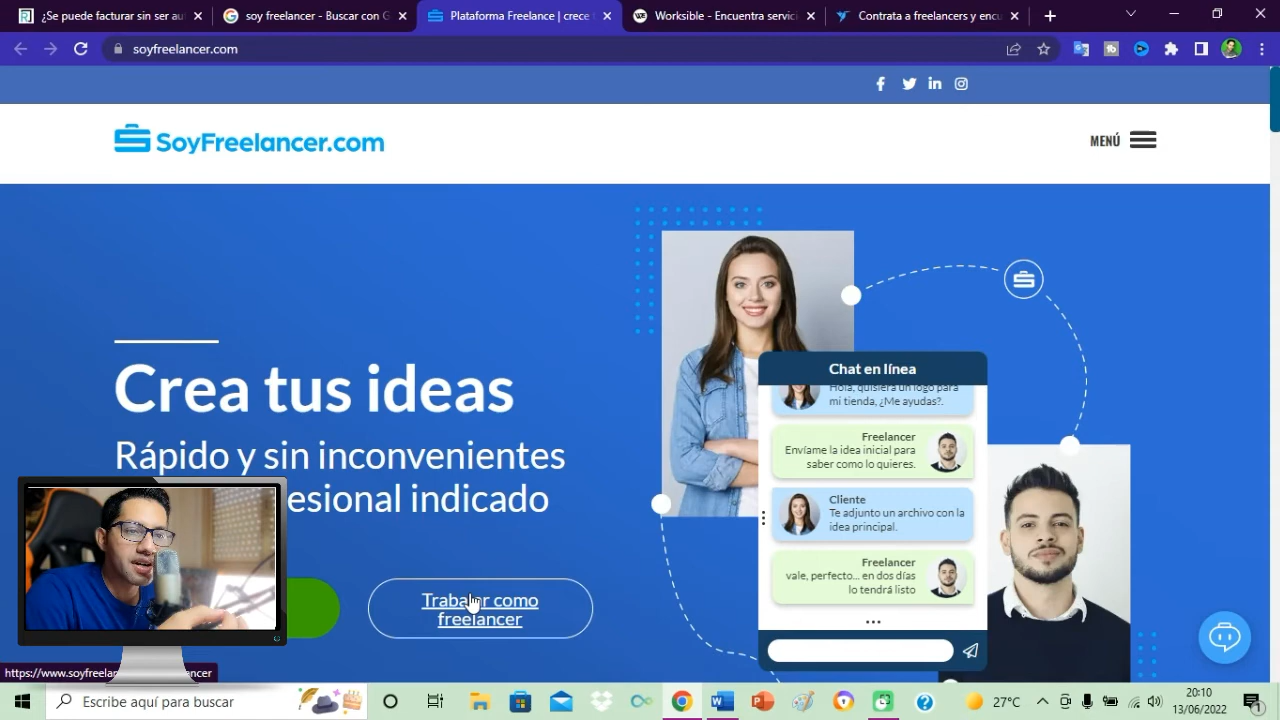 ¿Se puede facturar sin ser aut
soy freelancer - Buscar con G
Plataforma Freelance | crece t
Worksible - Encuentra servici
Contrata a freelancers y encu
soyfreelancer.com
SoyFreelancer.com
MENÚ
Crea tus ideas
Rápido y sin inconvenientes
esional indicado
Trabajar como
freelancer
Chat en línea
Hola, quisiera un logo para
mi tienda, ¿Me ayudas?.
Freelancer
Envíame la idea inicial para
saber como lo quieres.
Cliente
Te adjunto un archivo con la
idea principal.
Freelancer
vale, perfecto... en dos días
lo tendrá listo
...
https://www.soyfreelan
ancer
Escribe aquí para buscar
27°C
20:10
13/06/2022